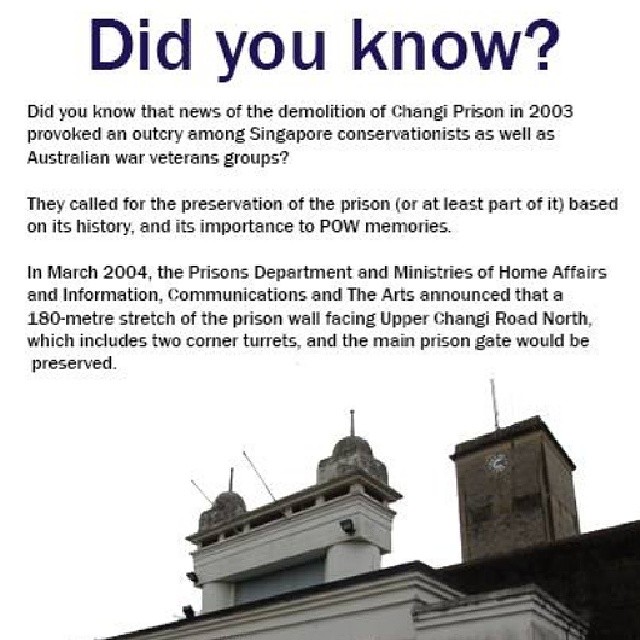 Did you know?
Did you know that news of the demolition of Changi Prison in 2003
provoked an outcry among Singapore conservationists as well as
Australian war veterans groups?
They called for the preservation of the prison (or at least part of it) based
on its history, and its importance to POW memories.
In March 2004, the Prisons Department and Ministries of Home Affairs
and Information, Communications and The Arts announced that a
180-metre stretch of the prison wall facing Upper Changi Road North,
which includes two corner turrets, and the main prison gate would be
preserved.